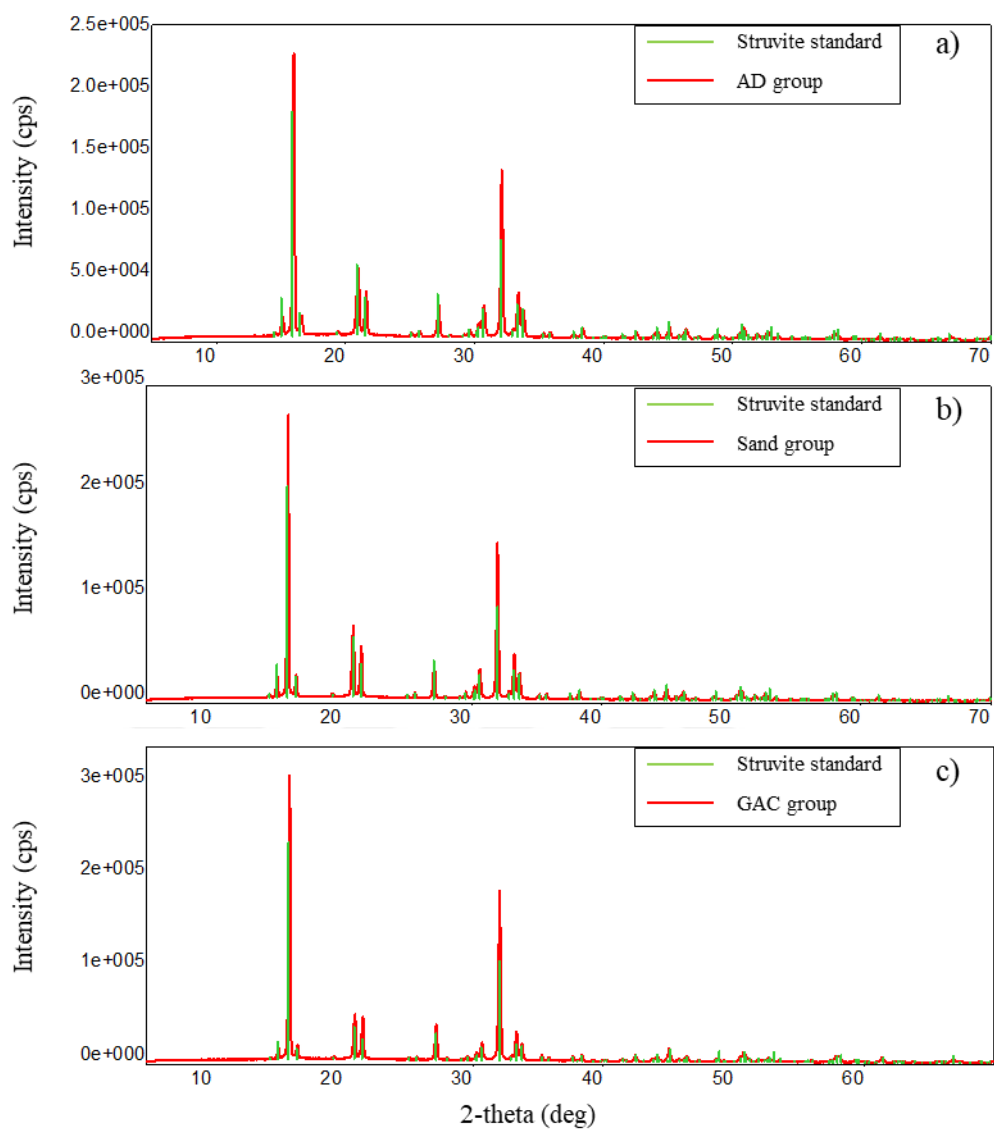 2.5e+005
2.0e+005
1.5e+005
1.0e+005
5.0e+004
0.0e+000
Intensity (cps)
Struvite standard
AD group
a)
10 20 30 40 50 60 70
3e+005
2e+005
1e+005
0e+000
Intensity (cps)
Struvite standard
Sand group
b)
10 20 30 40 50 60 70
3e+005
2e+005
1e+005
0e+000
Intensity (cps)
Struvite standard
GAC group
c)
10 20 30 40 50 60
2-theta (deg)